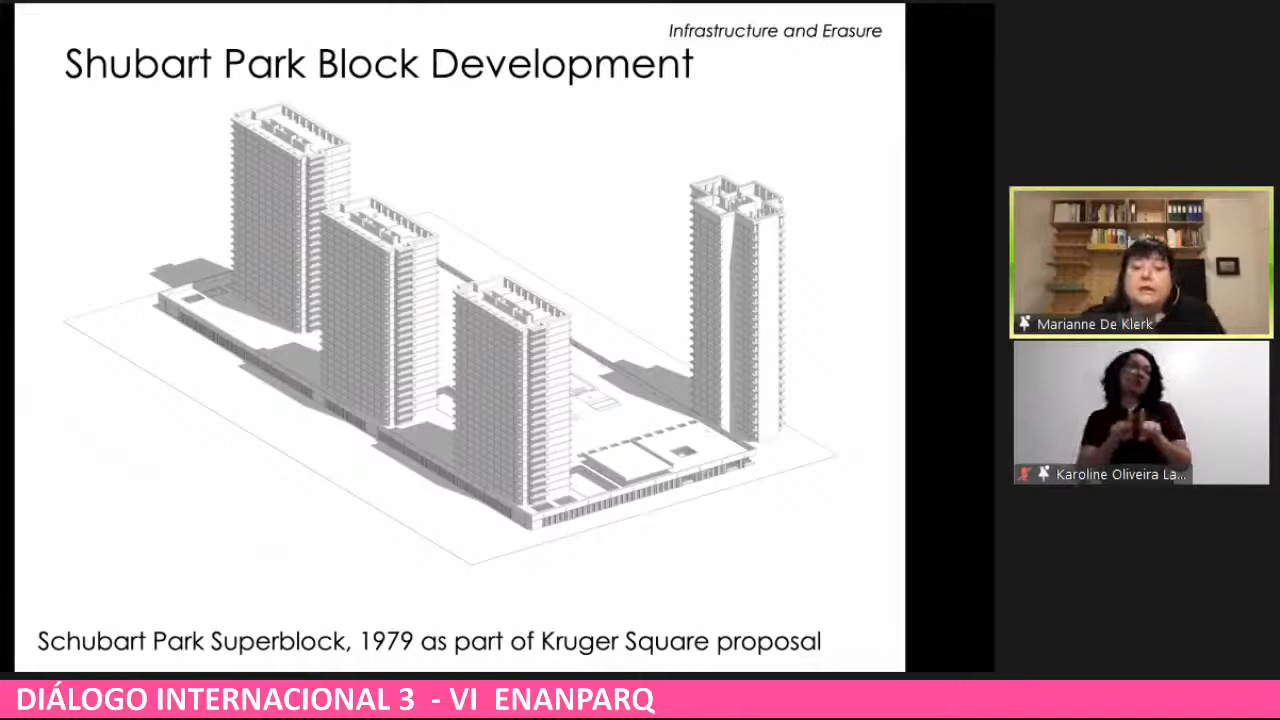 Infrastructure and Erasure
Shubart Park Block Development
Schubart Park Superblock, 1979 as part of Kruger Square proposal
Marianne De Klerk
Karoline Oliveira La...
DIÁLOGO INTERNACIONAL 3 - VI ENANPARQ